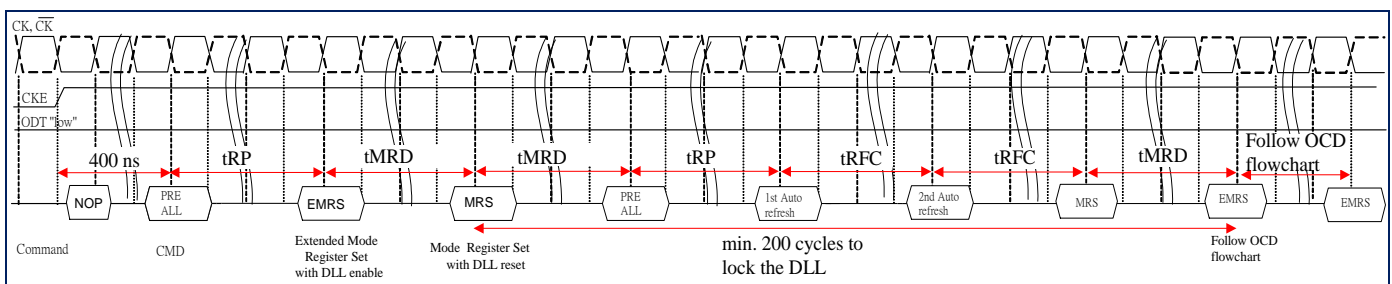 CK, CK
CKE
ODT "low"
400 ns
tRP
tMRD
tMRD
tRP
tRFC
tRFC
tMRD
Follow OCD
flowchart
NOP
PRE
ALL
EMRS
MRS
PRE
ALL
1st Auto
refresh
2nd Auto
refresh
MRS
EMRS
EMRS
Command
CMD
Extended Mode
Register Set
with DLL enable
Mode Register Set
with DLL reset
min. 200 cycles to
lock the DLL
Follow OCD
flowchart